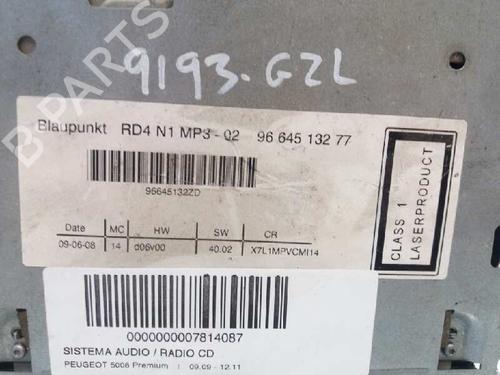 B-PARTS
9193.GZL
Blaupunkt RD4 N1 MP3 - 02 96 645 132 77
96645132ZD
CLASS 1
LASERPRODUCT
Date MC HW SW CR
09-06-08 14 d06v00 40.02 X7L1MPVCMI14
0000000007814087
SISTEMA AUDIO / RADIO CD
PEUGEOT 5008 Premium | 09.09 - 12.11